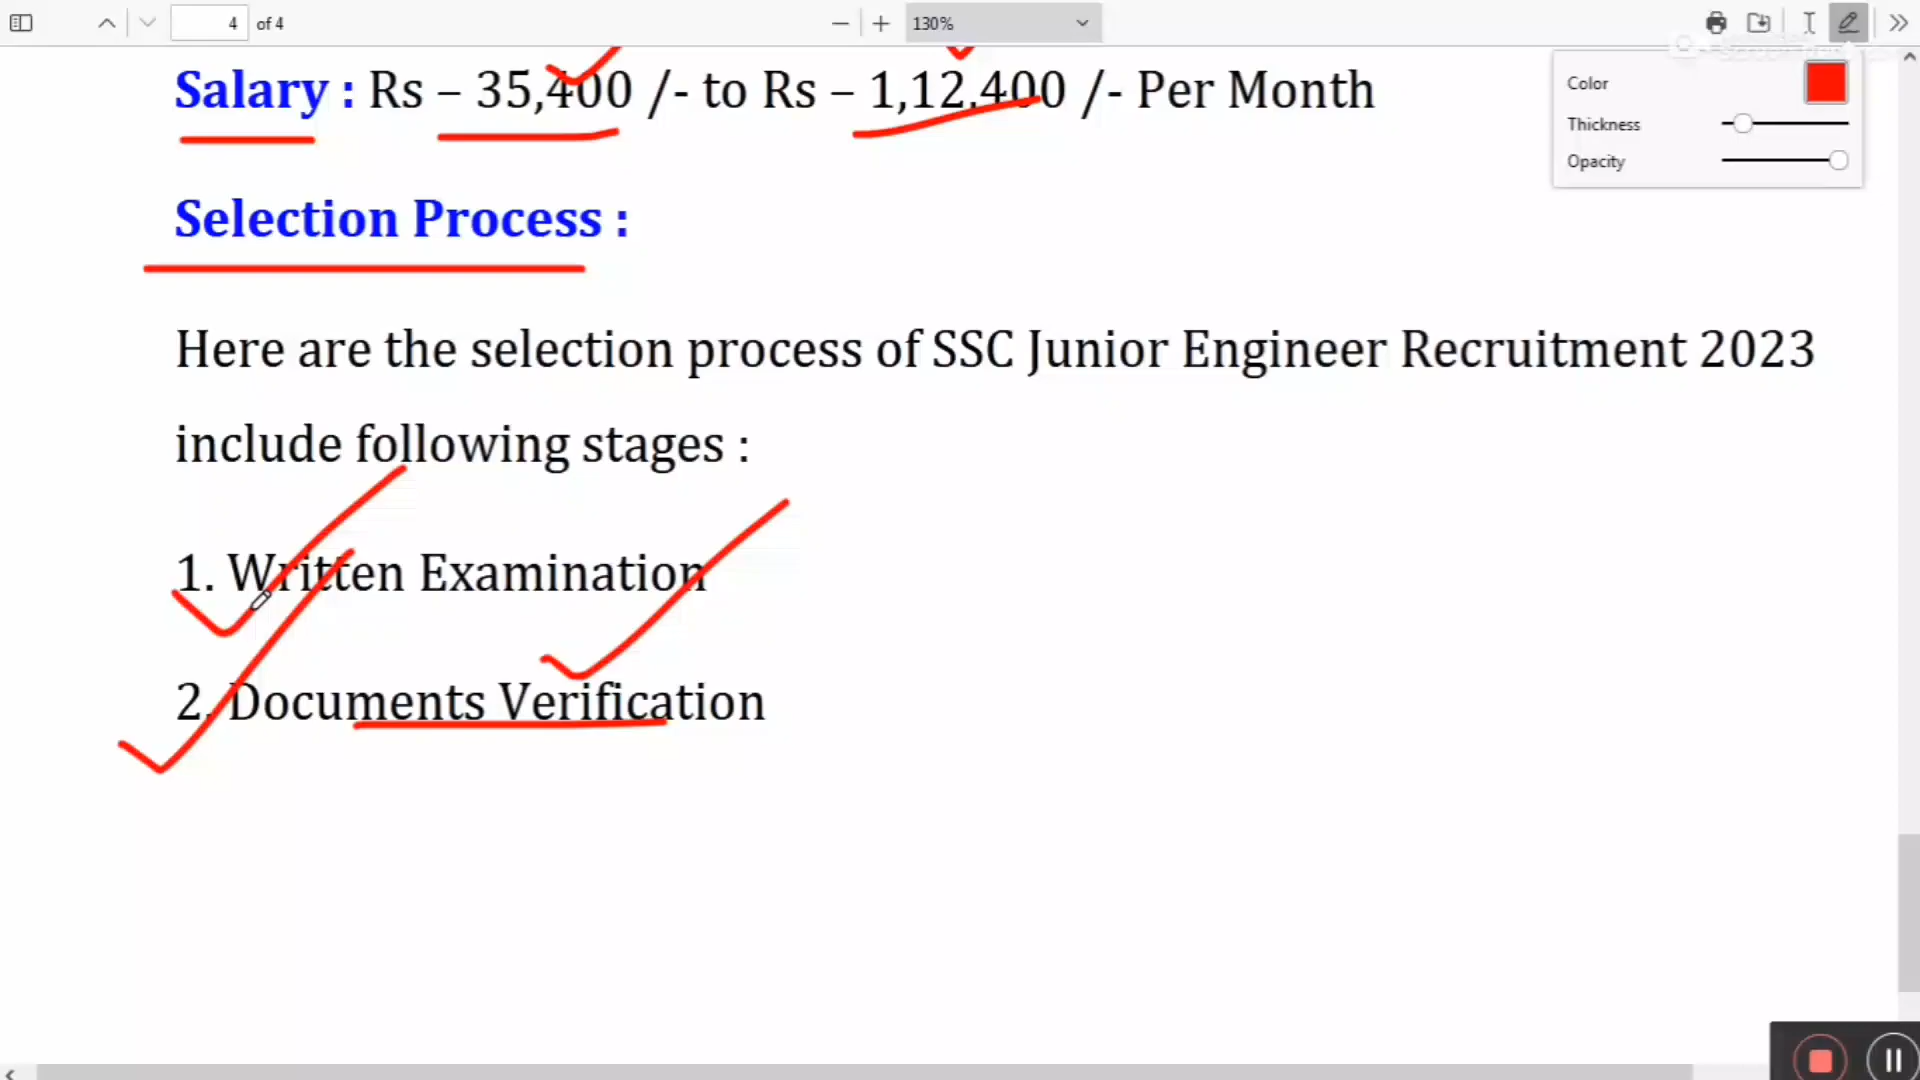 4 of 4
130%
Color
Thickness
Opacity
Salary : Rs – 35,400 /- to Rs – 1,12,400 /- Per Month
Selection Process :
Here are the selection process of SSC Junior Engineer Recruitment 2023
include following stages :
1. Written Examination
2. Documents Verification